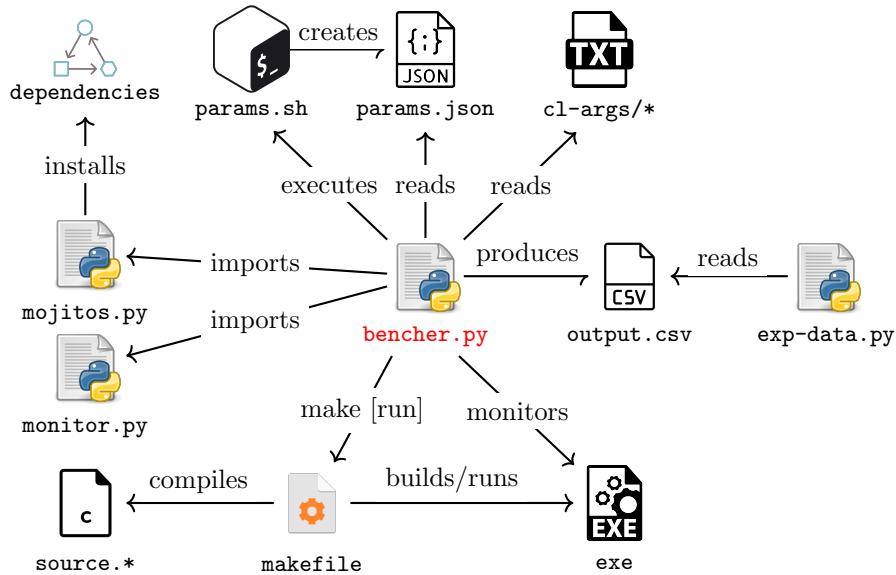 creates
{;}
$_
JSON
TXT
dependencies
params.sh
params.json
cl-args/*
installs
executes
reads
reads
imports
produces
reads
CSV
mojitos.py
imports
bencher.py
output.csv
exp-data.py
monitor.py
make [run]
monitors
compiles
builds/runs
c
EXE
source.*
makefile
exe